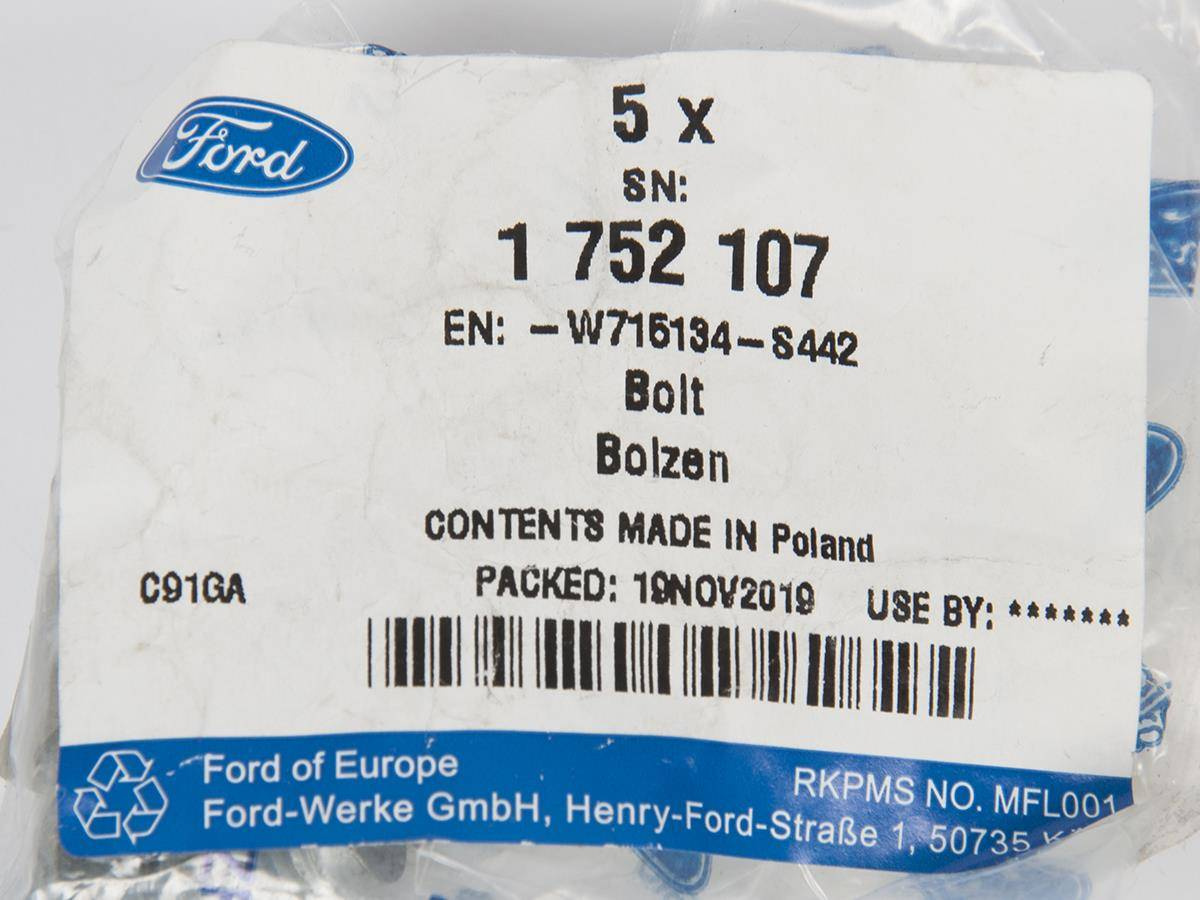 Ford
5 x
SN:
1 752 107
EN: -W715134-S442
Bolt
Bolzen
CONTENTS MADE IN Poland
C91GA PACKED: 19NOV2019 USE BY: *******
Ford of Europe
RKPMS NO. MFL001
Ford-Werke GmbH, Henry-Ford-Straße 1, 50735